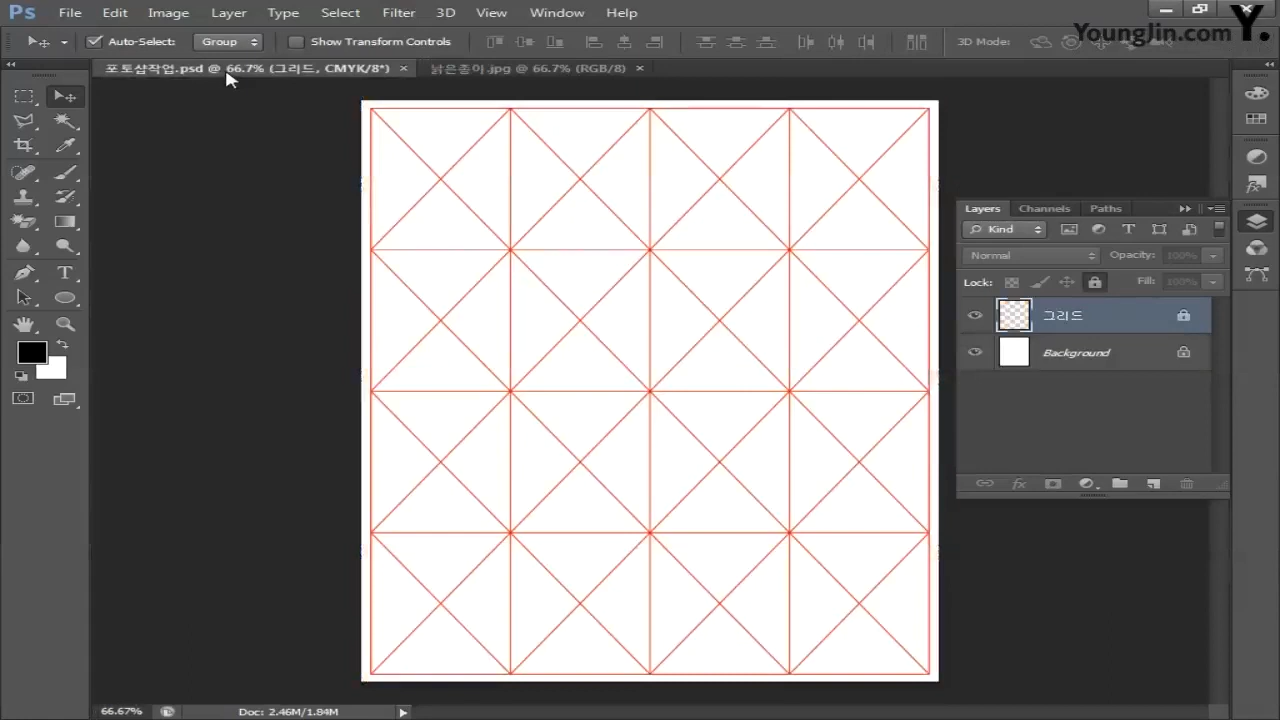 Ps File Edit Image Layer Type Select Filter 3D View Window Help
YoungJin.com Y.
Auto-Select: Group Show Transform Controls 3D Mode:
포토샵작업.psd @ 66.7% (그리드, CMYK/8*) × 낡은종이.jpg @ 66.7% (RGB/8) ×
Layers Channels Paths
Kind
Normal Opacity: 100%
Lock: Fill: 100%
그리드
Background
66.67% Doc: 2.46M/1.84M